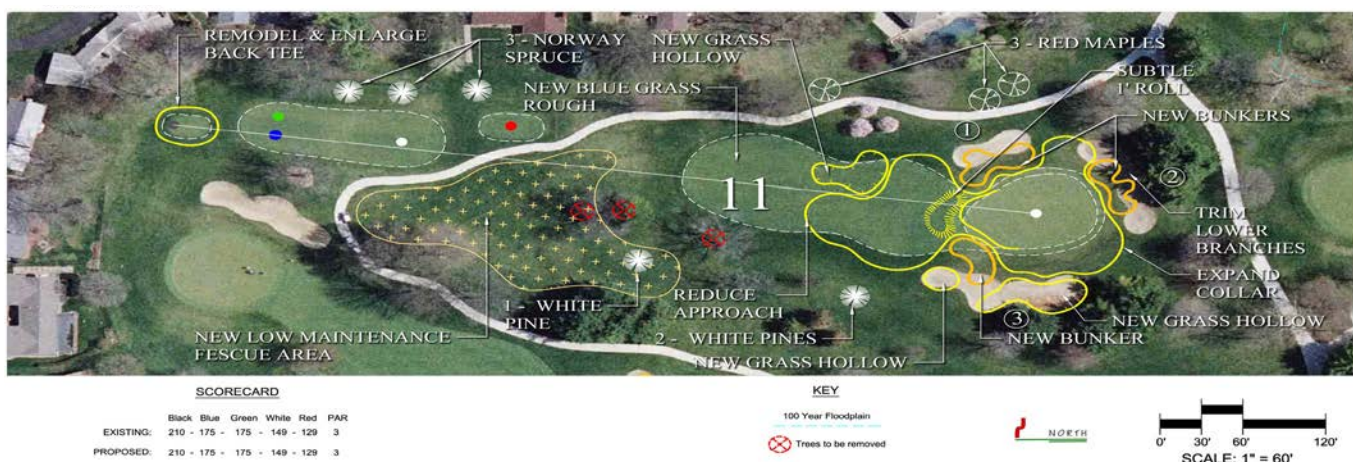 REMODEL & ENLARGE
BACK TEE
3 - NORWAY
SPRUCE
NEW GRASS
HOLLOW
3 - RED MAPLES
SUBTLE
1' ROLL
NEW BLUE GRASS
ROUGH
NEW BUNKERS
①
11
②
TRIM
LOWER
BRANCHES
EXPAND
COLLAR
1 - WHITE
PINE
REDUCE
APPROACH
③
NEW GRASS HOLLOW
NEW LOW MAINTENANCE
FESCUE AREA
2 - WHITE PINES
NEW BUNKER
NEW GRASS HOLLOW
SCORECARD
Black Blue Green White Red PAR
EXISTING: 210 - 175 - 175 - 149 - 129 3
PROPOSED: 210 - 175 - 175 - 149 - 129 3
KEY
100 Year Floodplain
Trees to be removed
NORTH
0' 30' 60' 120'
SCALE: 1" = 60'